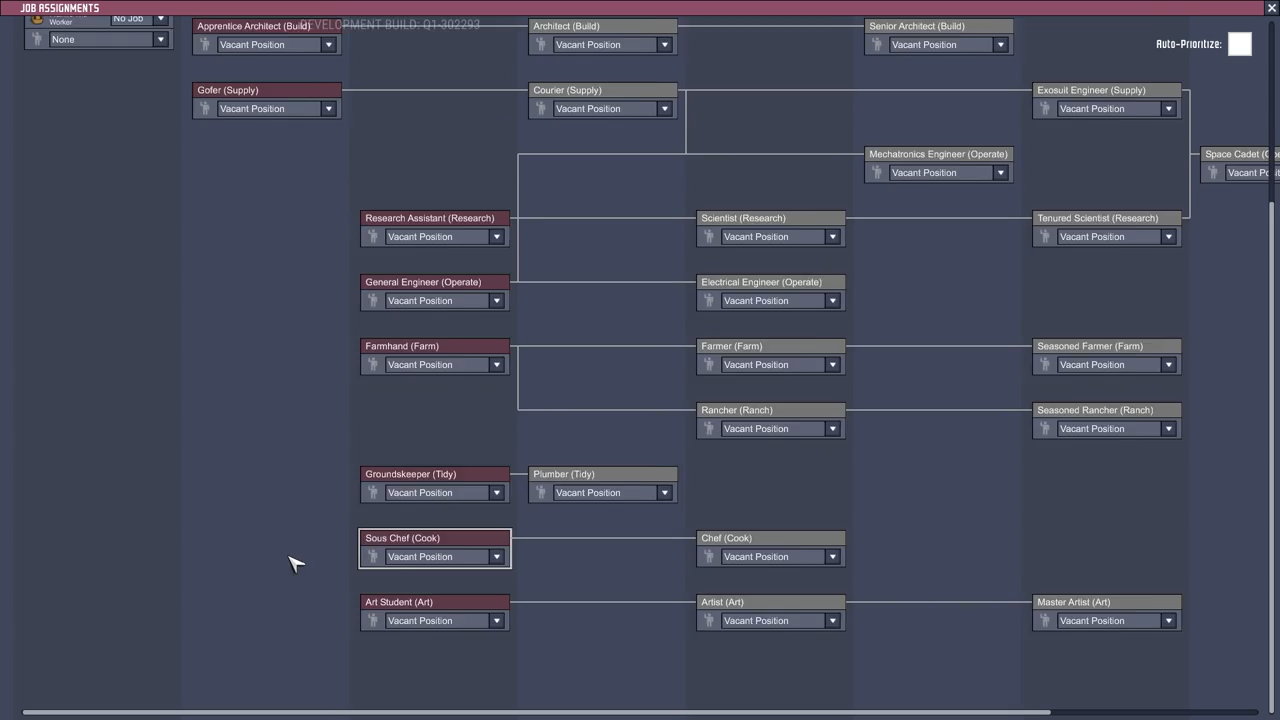 JOB ASSIGNMENTS
Worker
No Job
None
DEVELOPMENT BUILD: Q1-302293
Apprentice Architect (Build)
Architect (Build)
Senior Architect (Build)
Vacant Position
Vacant Position
Vacant Position
Auto-Prioritize:
Gofer (Supply)
Courier (Supply)
Exosuit Engineer (Supply)
Vacant Position
Vacant Position
Vacant Position
Mechatronics Engineer (Operate)
Space Cadet
Vacant Position
Vacant
Research Assistant (Research)
Scientist (Research)
Tenured Scientist (Research)
Vacant Position
Vacant Position
Vacant Position
General Engineer (Operate)
Electrical Engineer (Operate)
Vacant Position
Vacant Position
Farmhand (Farm)
Farmer (Farm)
Seasoned Farmer (Farm)
Vacant Position
Vacant Position
Vacant Position
Rancher (Ranch)
Seasoned Rancher (Ranch)
Vacant Position
Vacant Position
Groundskeeper (Tidy)
Plumber (Tidy)
Vacant Position
Vacant Position
Sous Chef (Cook)
Chef (Cook)
Vacant Position
Vacant Position
Art Student (Art)
Artist (Art)
Master Artist (Art)
Vacant Position
Vacant Position
Vacant Position